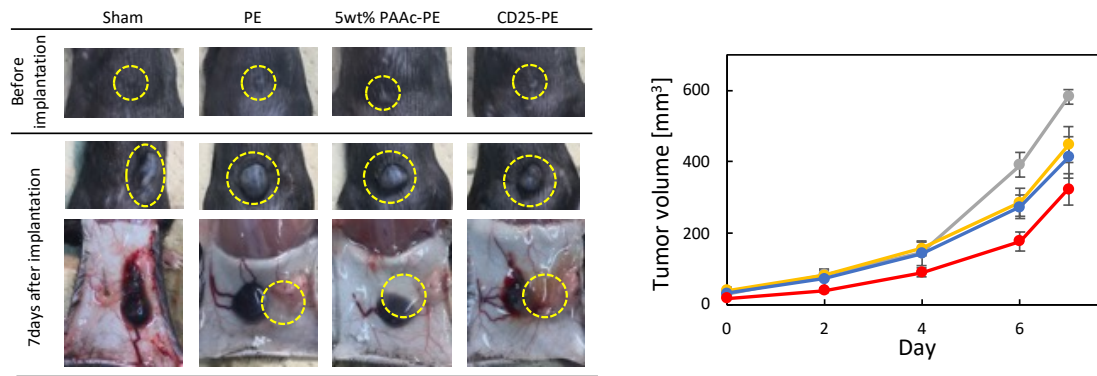 Sham PE 5wt% PAAc-PE CD25-PE
Before
implantation
7days after implantation
Tumor volume [mm³]
600
400
200
0
0 2 4 6
Day